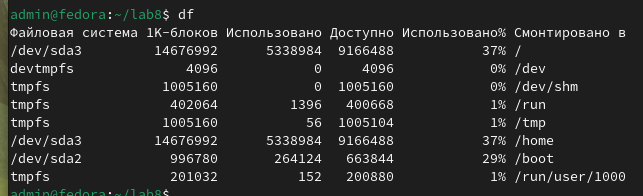 admin@fedora:~/lab8$ df
Файловая система 1K-блоков Использовано Доступно Использовано% Смонтировано в
/dev/sda3 14676992 5338984 9166488 37% /
devtmpfs 4096 0 4096 0% /dev
tmpfs 1005160 0 1005160 0% /dev/shm
tmpfs 402064 1396 400668 1% /run
tmpfs 1005160 56 1005104 1% /tmp
/dev/sda3 14676992 5338984 9166488 37% /home
/dev/sda2 996780 264124 663844 29% /boot
tmpfs 201032 152 200880 1% /run/user/1000
admin@fedora:~/lab8$